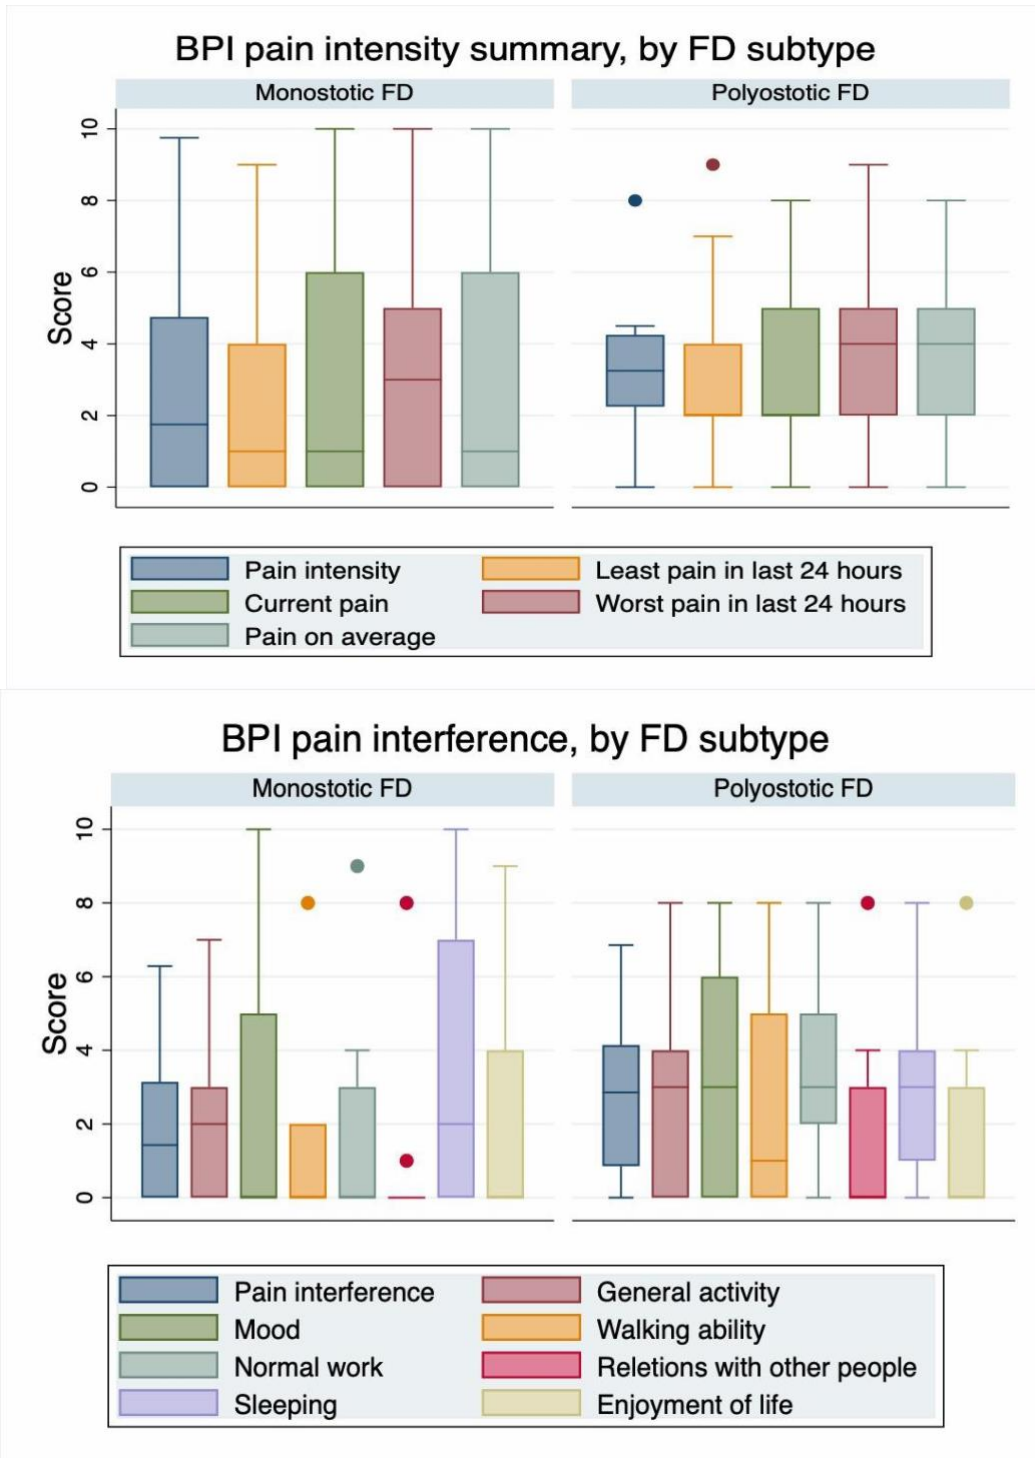 BPI pain intensity summary, by FD subtype
Monostotic FD
Polyostotic FD
Score
10
8
6
4
2
0
Pain intensity
Least pain in last 24 hours
Current pain
Worst pain in last 24 hours
Pain on average
BPI pain interference, by FD subtype
Monostotic FD
Polyostotic FD
Score
10
8
6
4
2
0
Pain interference
General activity
Mood
Walking ability
Normal work
Reletions with other people
Sleeping
Enjoyment of life